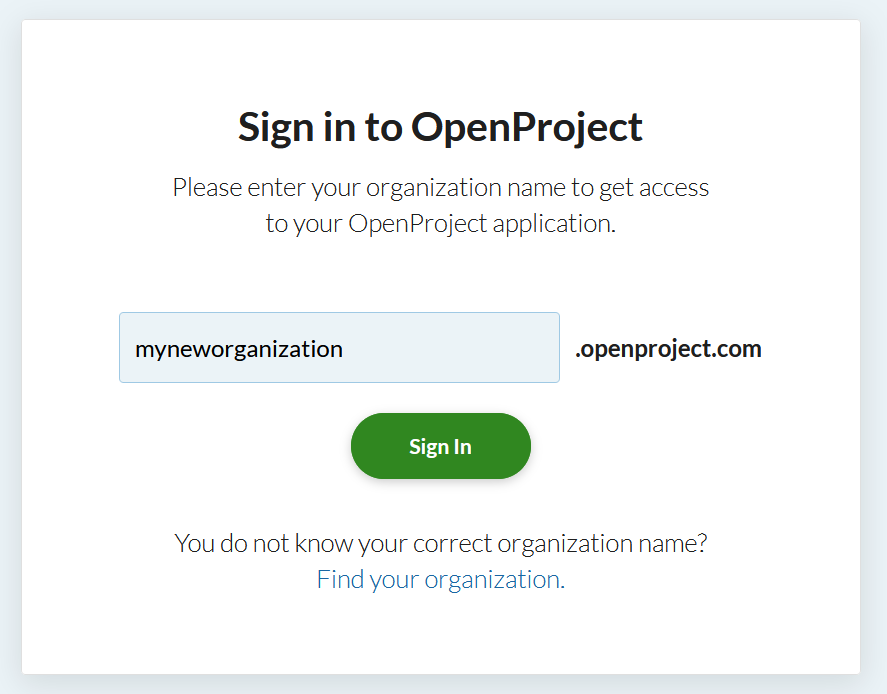 Sign in to OpenProject
Please enter your organization name to get access
to your OpenProject application.
myneworganization .openproject.com
Sign In
You do not know your correct organization name?
Find your organization.